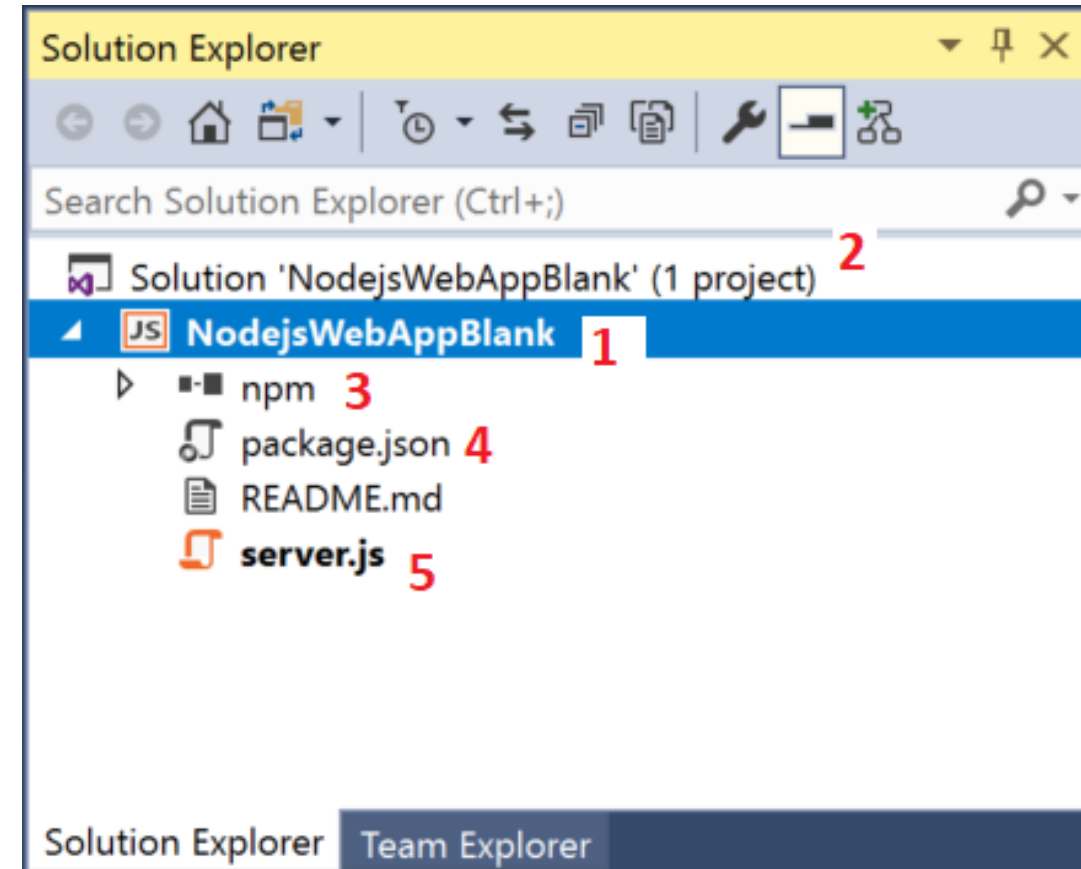 Solution Explorer
Search Solution Explorer (Ctrl+;)
2
Solution 'NodejsWebAppBlank' (1 project)
JS NodejsWebAppBlank 1
npm 3
package.json 4
README.md
server.js 5
Solution Explorer Team Explorer